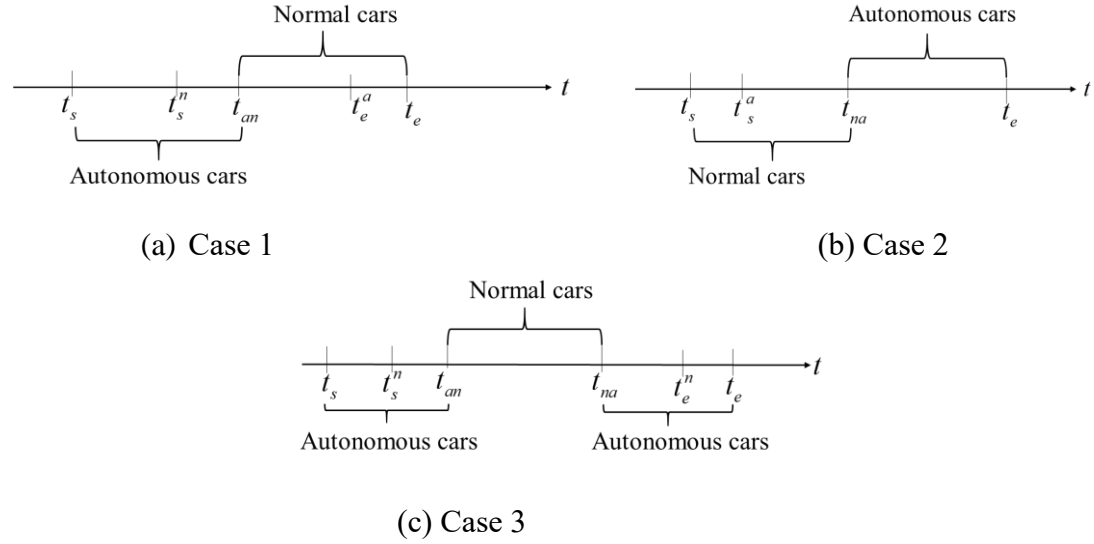 Normal cars
t_s t_s^n t_an t_e^a t_e t
Autonomous cars
(a) Case 1
Autonomous cars
t_s t_s^a t_na t_e t
Normal cars
(b) Case 2
Normal cars
t_s t_s^n t_an t_na t_e^n t_e t
Autonomous cars Autonomous cars
(c) Case 3